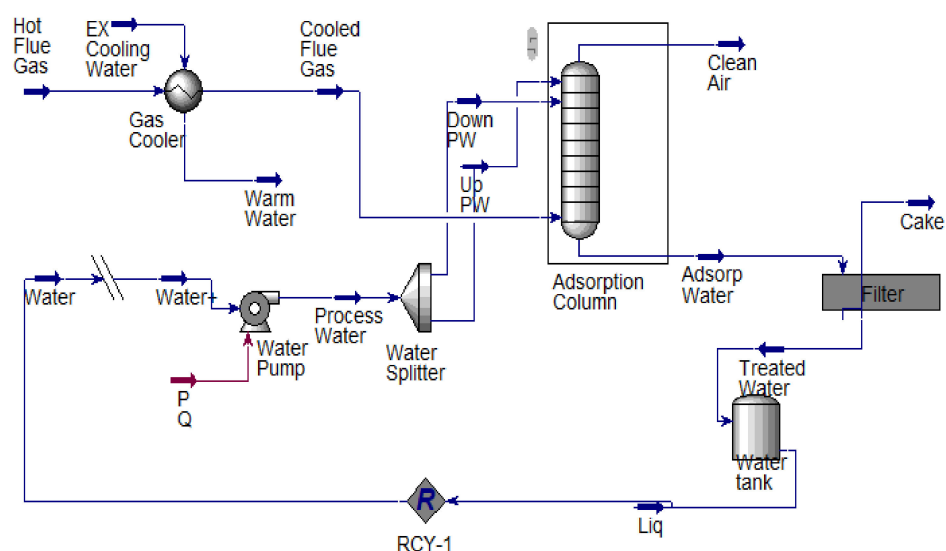 Hot
Flue
Gas
EX
Cooling
Water
Cooled
Flue
Gas
Gas
Cooler
Warm
Water
Clean
Air
Down
PW
Up
PW
Adsorption
Column
Adsorp
Water
Cake
Filter
Water
Water+
Process
Water
Water
Pump
Water
Splitter
P
Q
Treated
Water
Water
tank
R
RCY-1
Liq